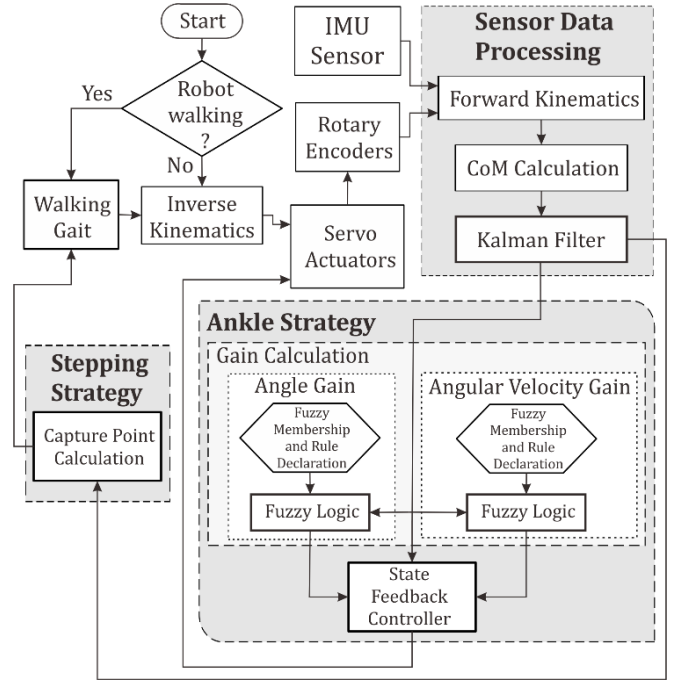 Start
IMU
Sensor
Sensor Data
Processing
Yes
Robot
walking
?
No
Rotary
Encoders
Forward Kinematics
CoM Calculation
Kalman Filter
Walking
Gait
Inverse
Kinematics
Servo
Actuators
Ankle Strategy
Gain Calculation
Angle Gain
Fuzzy
Membership
and Rule
Declaration
Fuzzy Logic
Angular Velocity Gain
Fuzzy
Membership
and Rule
Declaration
Fuzzy Logic
Stepping
Strategy
Capture Point
Calculation
State
Feedback
Controller